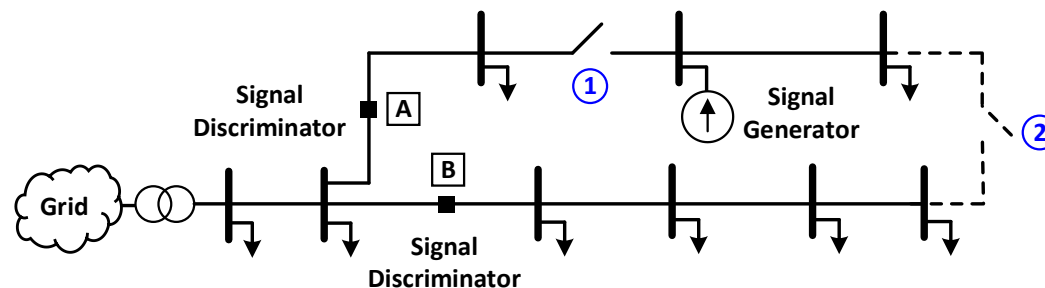 1
Signal
Discriminator
A
Signal
Generator
2
B
Grid
Signal
Discriminator